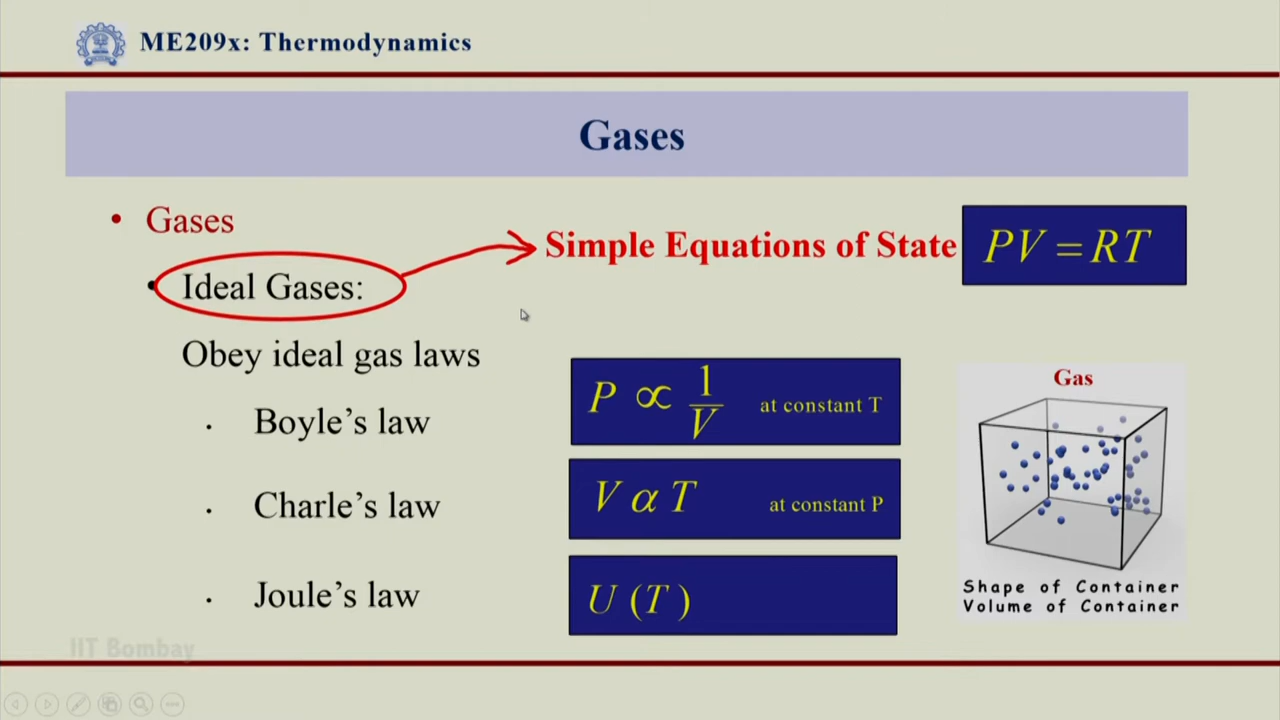 ME209x: Thermodynamics
Gases
• Gases
• Ideal Gases:
Simple Equations of State
PV = RT
Obey ideal gas laws
· Boyle’s law
P ∝ 1/V at constant T
· Charle’s law
V α T at constant P
· Joule’s law
U (T)
Gas
Shape of Container
Volume of Container
IIT Bombay